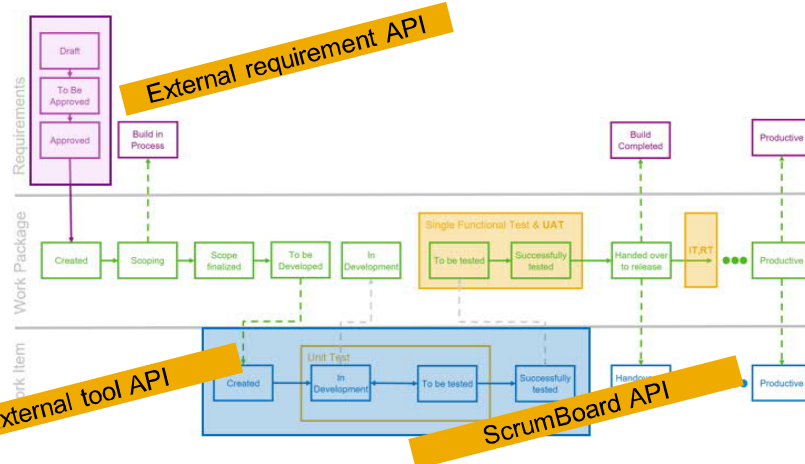 External requirement API
Requirements
Draft
To Be
Approved
Approved
Build in
Process
Build
Completed
Productive
Work Package
Single Functional Test & UAT
Created
Scoping
Scope
finalized
To be
Developed
In
Development
To be tested
Successfully
tested
Handed over
to release
IT,RT
Productive
Item
Unit Test
Created
In
Development
To be tested
Successfully
tested
Productive
tool API
ScrumBoard API